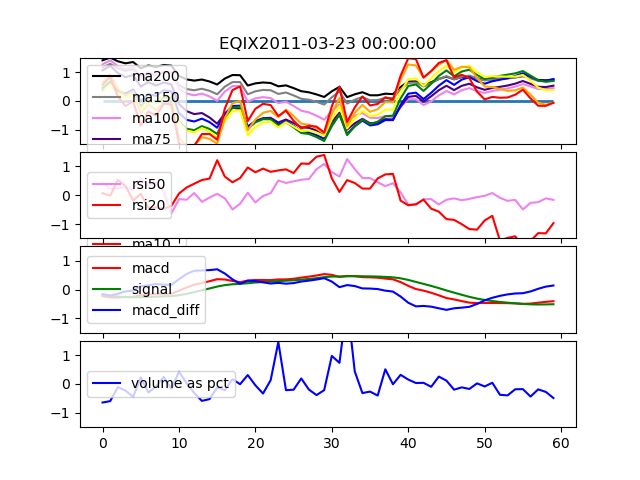 EQIX2011-03-23 00:00:00
1
0
−1
ma200
ma150
ma100
ma75
1
0
−1
rsi50
rsi20
ma10
1
0
−1
macd
signal
macd_diff
1
0
−1
volume as pct
0 10 20 30 40 50 60